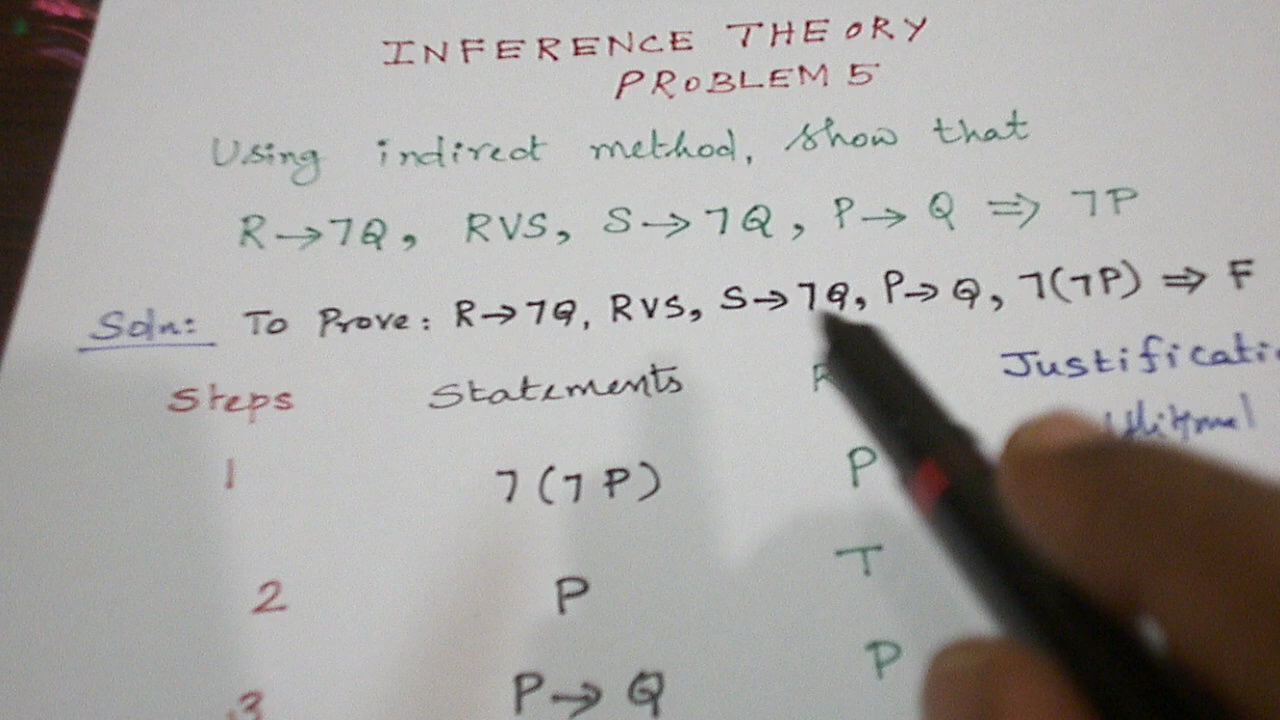 INFERENCE THEORY
PROBLEM 5
Using indirect method, show that
R→7Q, RVS, S→7Q, P→Q ⇒ 7P
Soln: To Prove: R→7Q, RVS, S→7Q, P→Q, 7(7P) ⇒ F
Steps Statements R Justificati
1 7(7P) P
2 P T
3 P→Q P